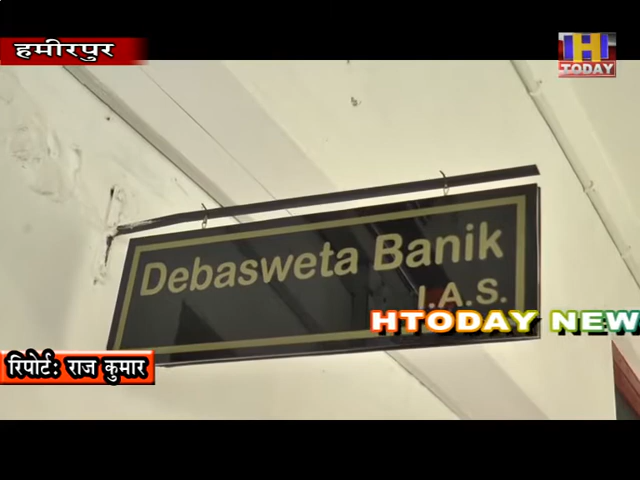 हमीरपुर
H
TODAY
Debasweta Banik
I.A.S.
HTODAY NEW
रिपोर्टः राज कुमार